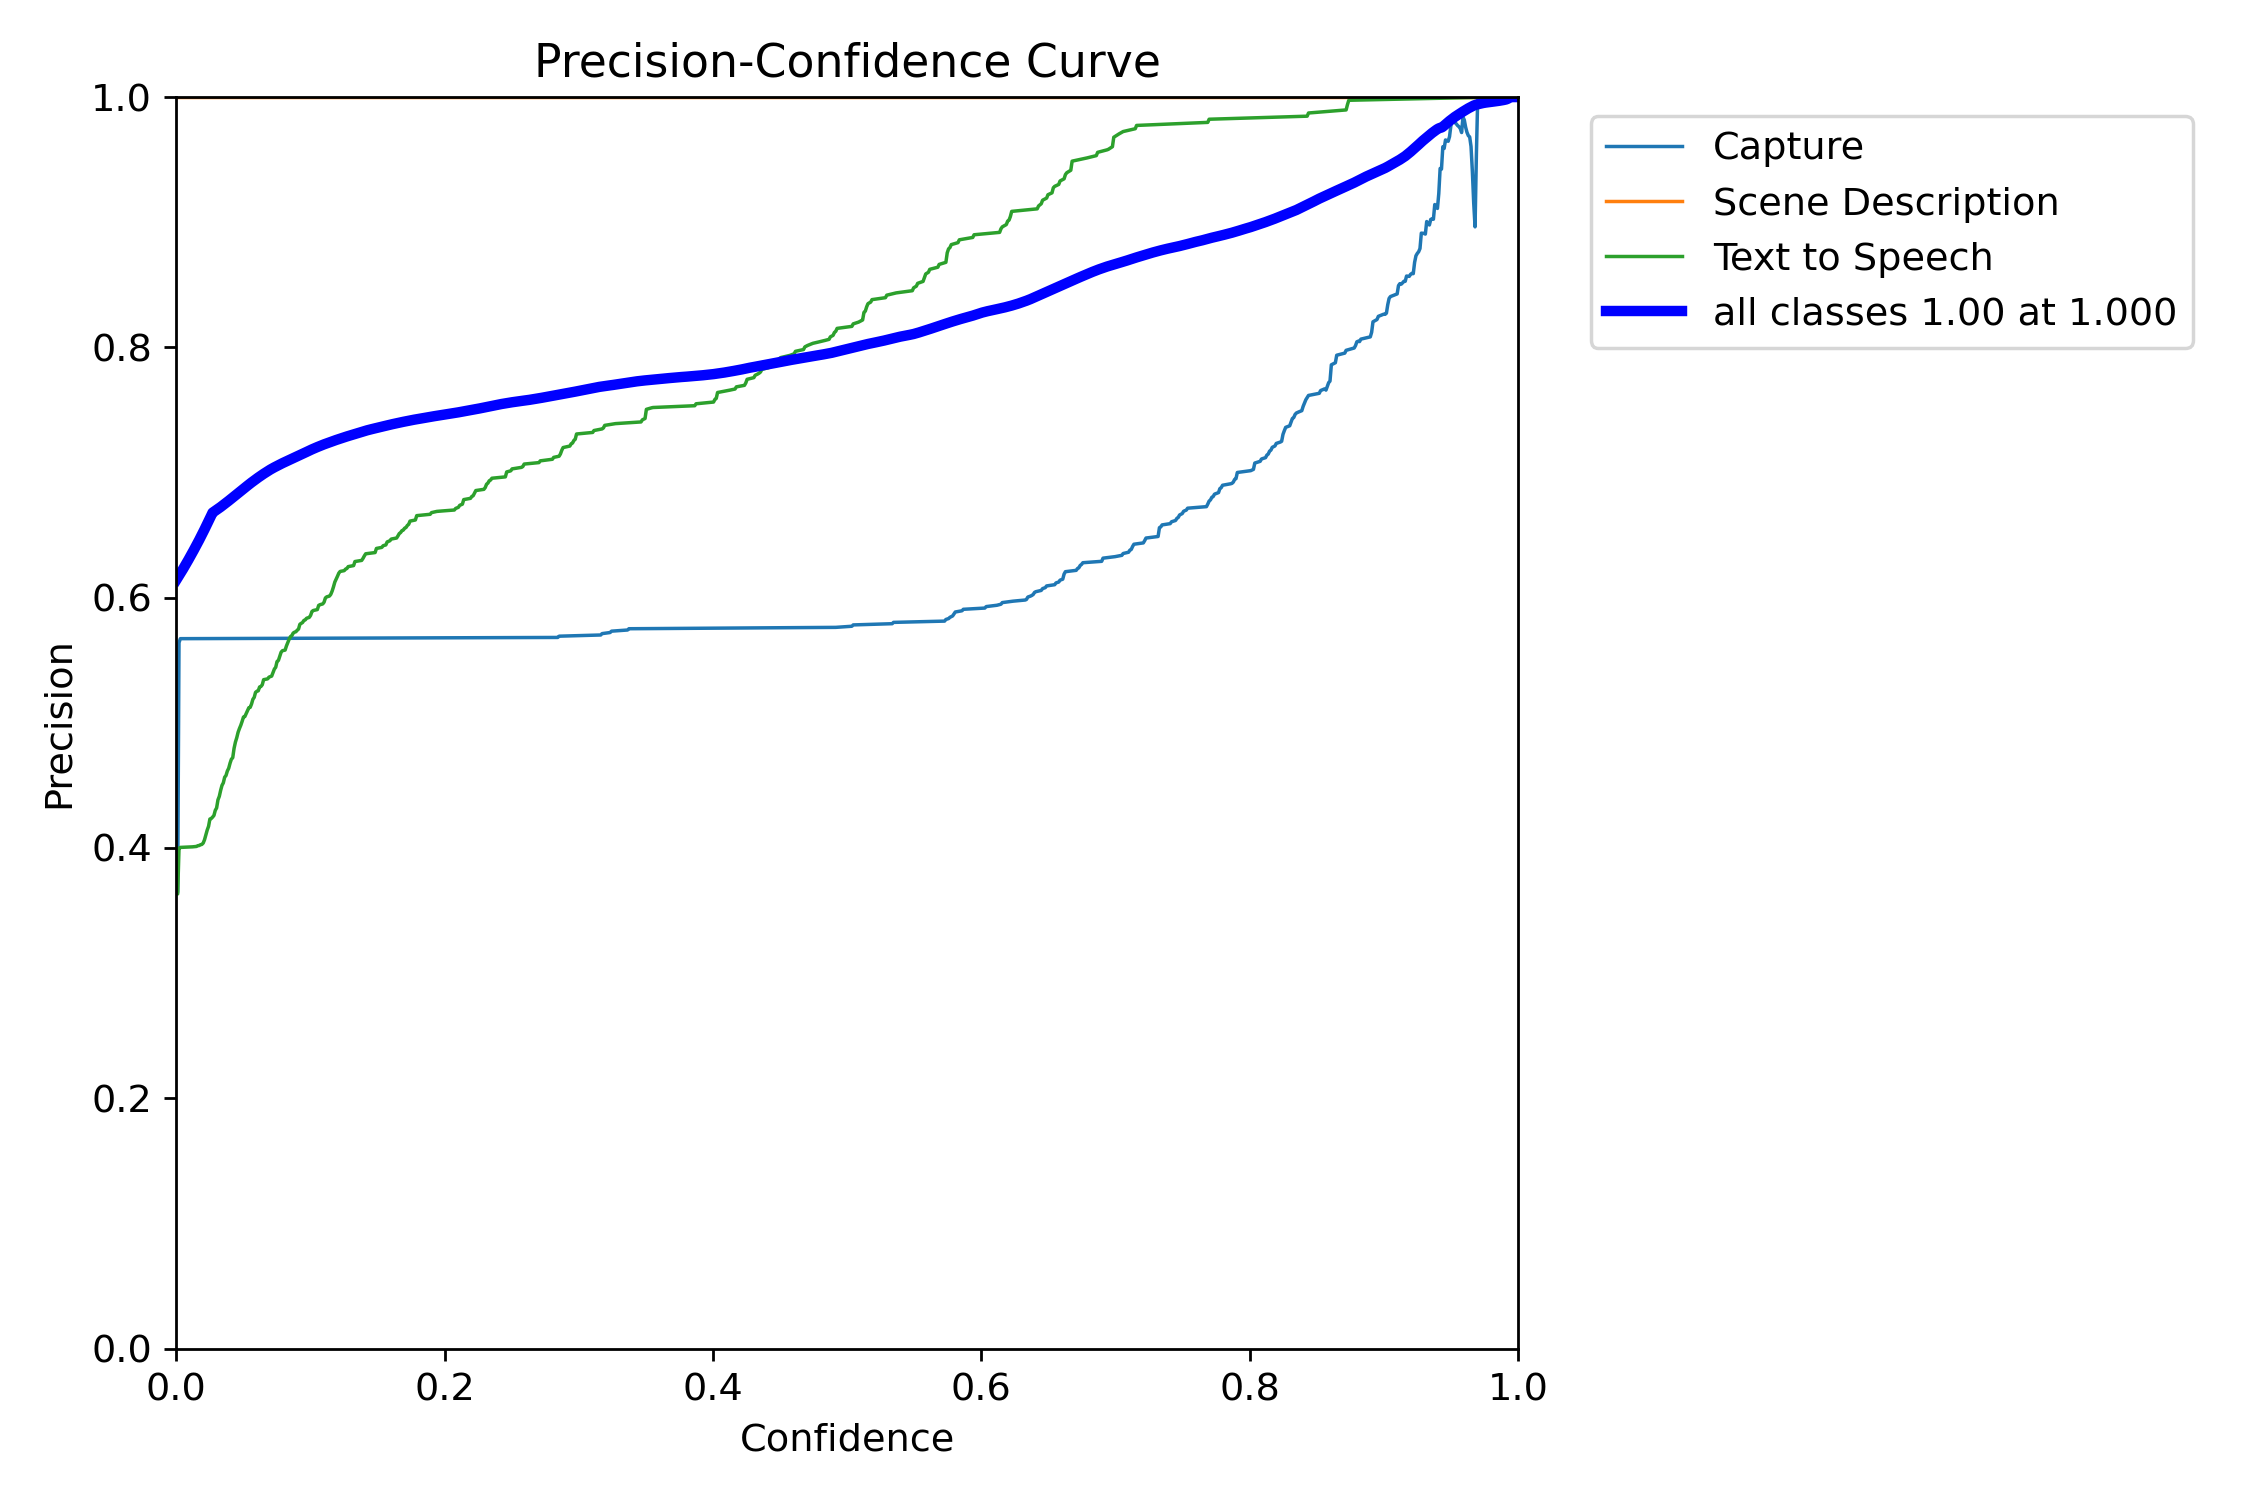 Precision-Confidence Curve
1.0
0.8
0.6
0.4
0.2
0.0
Precision
0.0 0.2 0.4 0.6 0.8 1.0
Confidence
Capture
Scene Description
Text to Speech
all classes 1.00 at 1.000